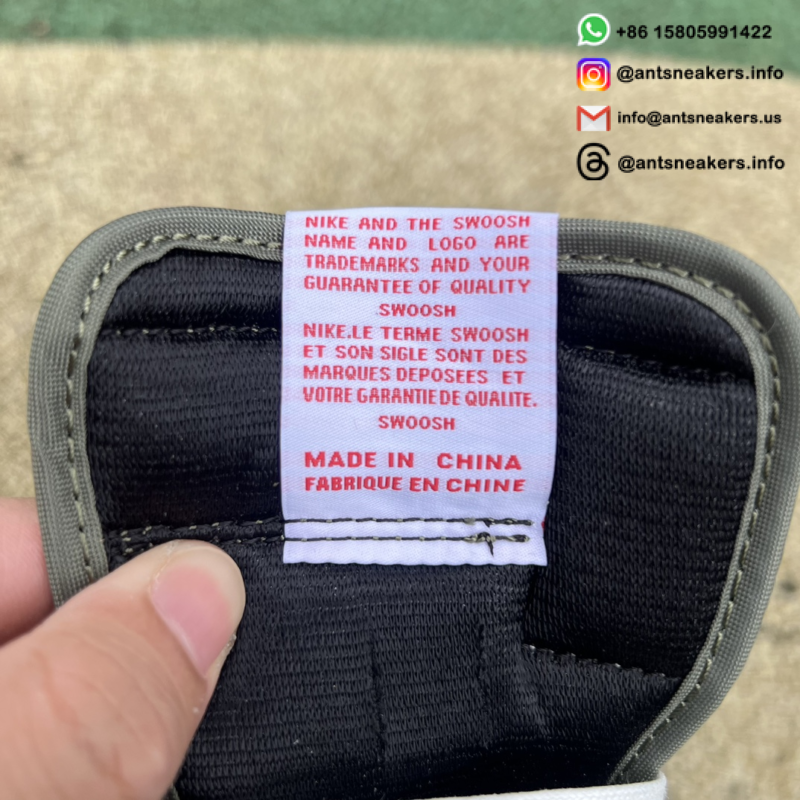 +86 15805991422
@antsneakers.info
info@antsneakers.us
@antsneakers.info
NIKE AND THE SWOOSH
NAME AND LOGO ARE
TRADEMARKS AND YOUR
GUARANTEE OF QUALITY
SWOOSH
NIKE.LE TERME SWOOSH
ET SON SIGLE SONT DES
MARQUES DEPOSEES ET
VOTRE GARANTIE DE QUALITE.
SWOOSH
MADE IN CHINA
FABRIQUE EN CHINE